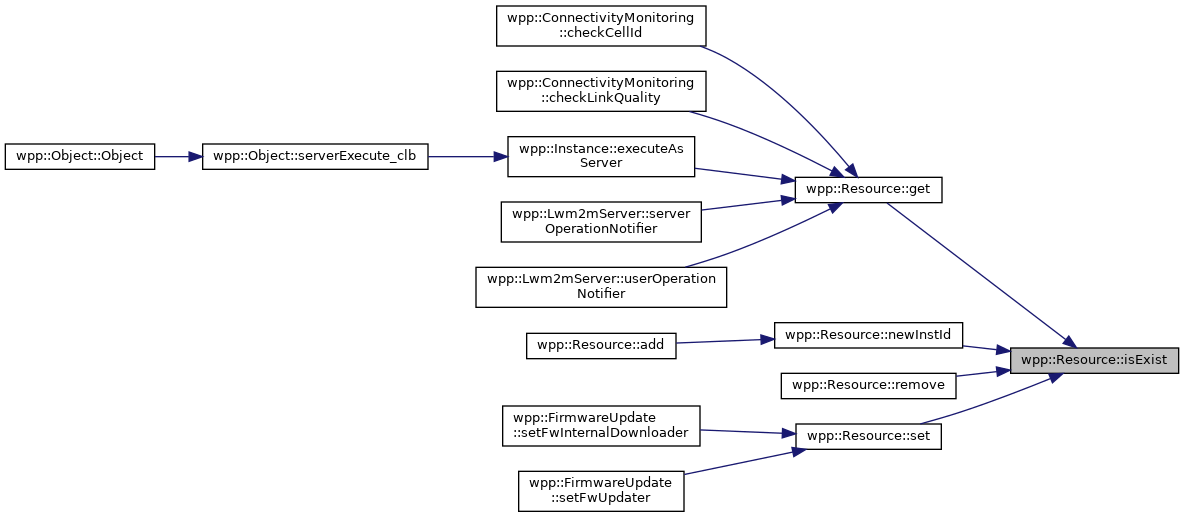 wpp::ConnectivityMonitoring
::checkCellId
wpp::ConnectivityMonitoring
::checkLinkQuality
wpp::Object::Object
wpp::Object::serverExecute_clb
wpp::Instance::executeAs
Server
wpp::Resource::get
wpp::Lwm2mServer::server
OperationNotifier
wpp::Lwm2mServer::userOperation
Notifier
wpp::Resource::add
wpp::Resource::newInstId
wpp::Resource::isExist
wpp::Resource::remove
wpp::FirmwareUpdate
::setFwInternalDownloader
wpp::Resource::set
wpp::FirmwareUpdate
::setFwUpdater